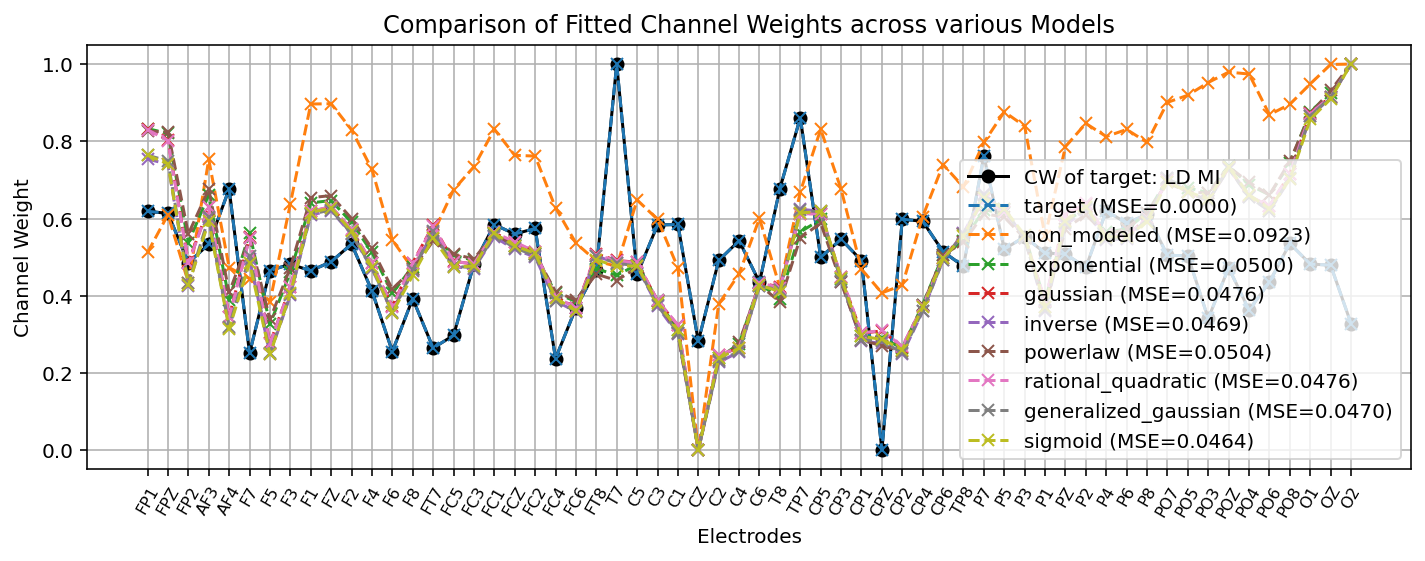 Comparison of Fitted Channel Weights across various Models
Channel Weight
1.0
0.8
0.6
0.4
0.2
0.0
CW of target: LD MI
target (MSE=0.0000)
non_modeled (MSE=0.0923)
exponential (MSE=0.0500)
gaussian (MSE=0.0476)
inverse (MSE=0.0469)
powerlaw (MSE=0.0504)
rational_quadratic (MSE=0.0476)
generalized_gaussian (MSE=0.0470)
sigmoid (MSE=0.0464)
FP1 FPZ FP2 AF3 AF4 F7 F5 F3 F1 FZ F2 F4 F6 F8 FT7 FC5 FC3 FC1 FCZ FC2 FC4 FC6 FT8 T7 C5 C3 C1 CZ C2 C4 C6 T8 TP7 CP5 CP3 CP1 CPZ CP2 CP4 CP6 TP8 P7 P5 P3 P1 PZ P2 P4 P6 P8 PO7 PO5 PO3 POZ PO4 PO6 PO8 O1 OZ O2
Electrodes